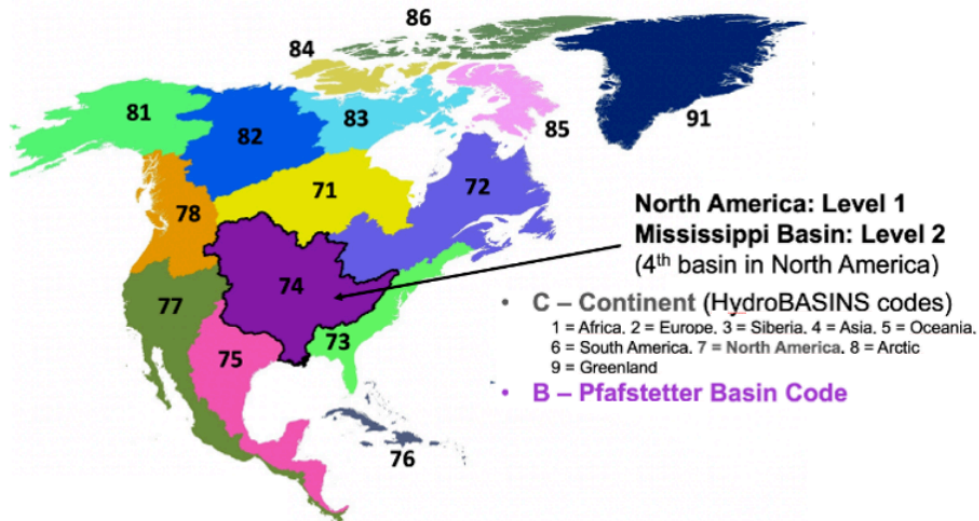 86
84
81
82
83
85
91
71
72
78
North America: Level 1
Mississippi Basin: Level 2
(4th basin in North America)
74
77
73
75
76
• C – Continent (HydroBASINS codes)
1 = Africa, 2 = Europe, 3 = Siberia, 4 = Asia, 5 = Oceania,
6 = South America, 7 = North America, 8 = Arctic
9 = Greenland
• B – Pfafstetter Basin Code